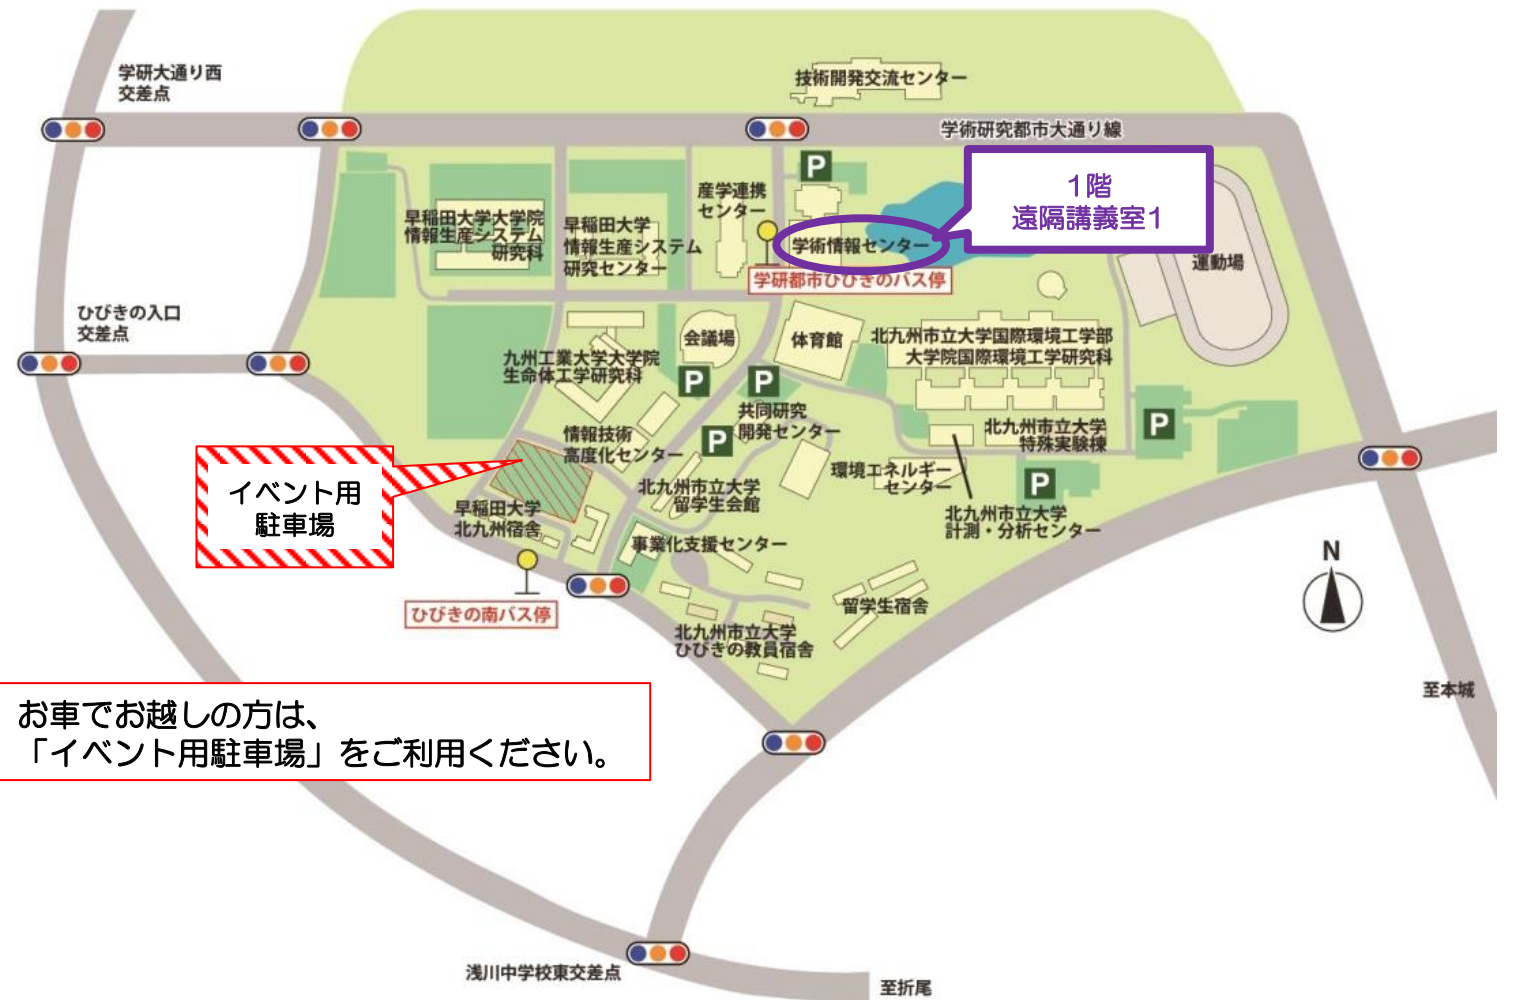 学研大通り西
交差点
技術開発交流センター
学術研究都市大通り線
P
1階
遠隔講義室1
産学連携
センター
早稲田大学大学院
情報生産システム
研究科
早稲田大学
情報生産システム
研究センター
学術情報センター
運動場
学研都市ひびきのバス停
ひびきの入口
交差点
会議場
体育館
北九州市立大学国際環境工学部
大学院国際環境工学研究科
九州工業大学大学院
生命体工学研究科
P
P
共同研究
開発センター
P
P
北九州市立大学
特殊実験棟
情報技術
高度化センター
環境エネルギー
センター
P
イベント用
駐車場
北九州市立大学
留学生会館
早稲田大学
北九州宿舎
北九州市立大学
計測・分析センター
事業化支援センター
N
ひびきの南バス停
留学生宿舎
北九州市立大学
ひびきの教員宿舎
至本城
お車でお越しの方は、
「イベント用駐車場」をご利用ください。
浅川中学校東交差点
至折尾